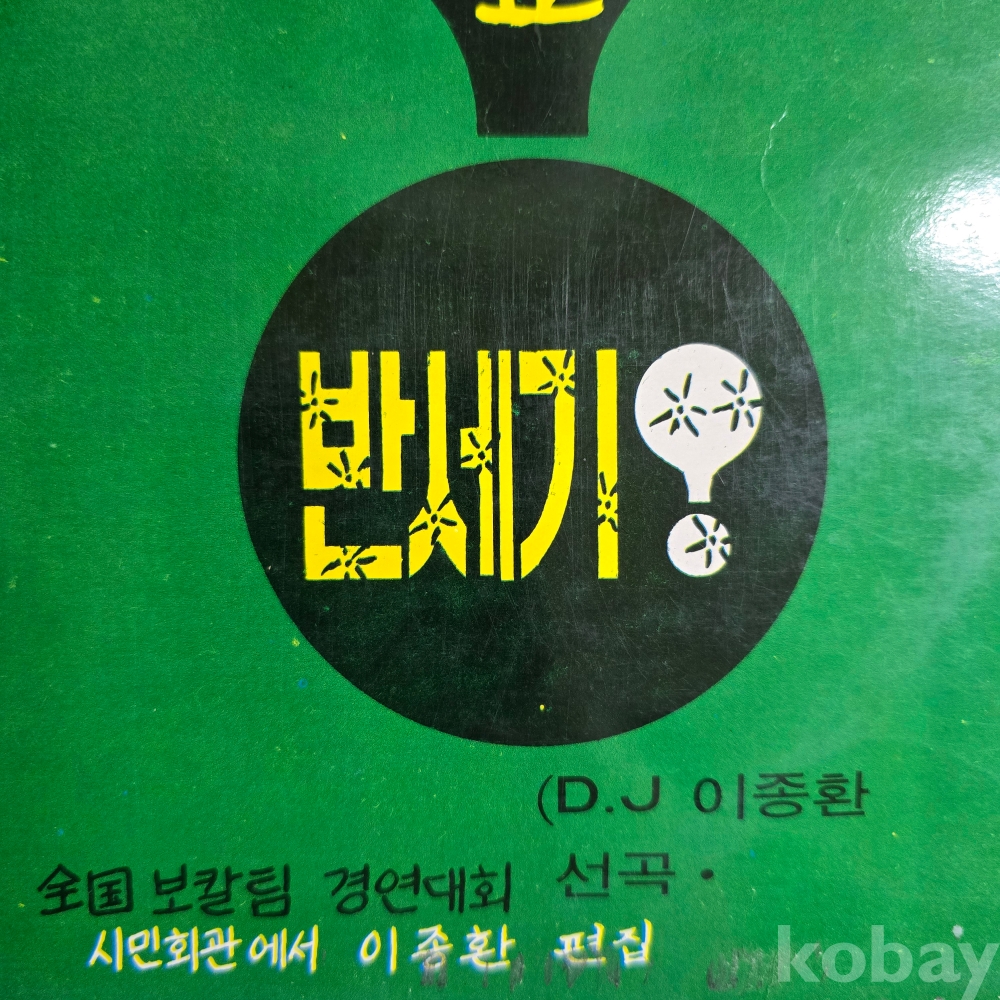 반세기
(D.J 이종환
선곡·
全国 보칼팀 경연대회
시민회관에서 이종환 편집
kobay